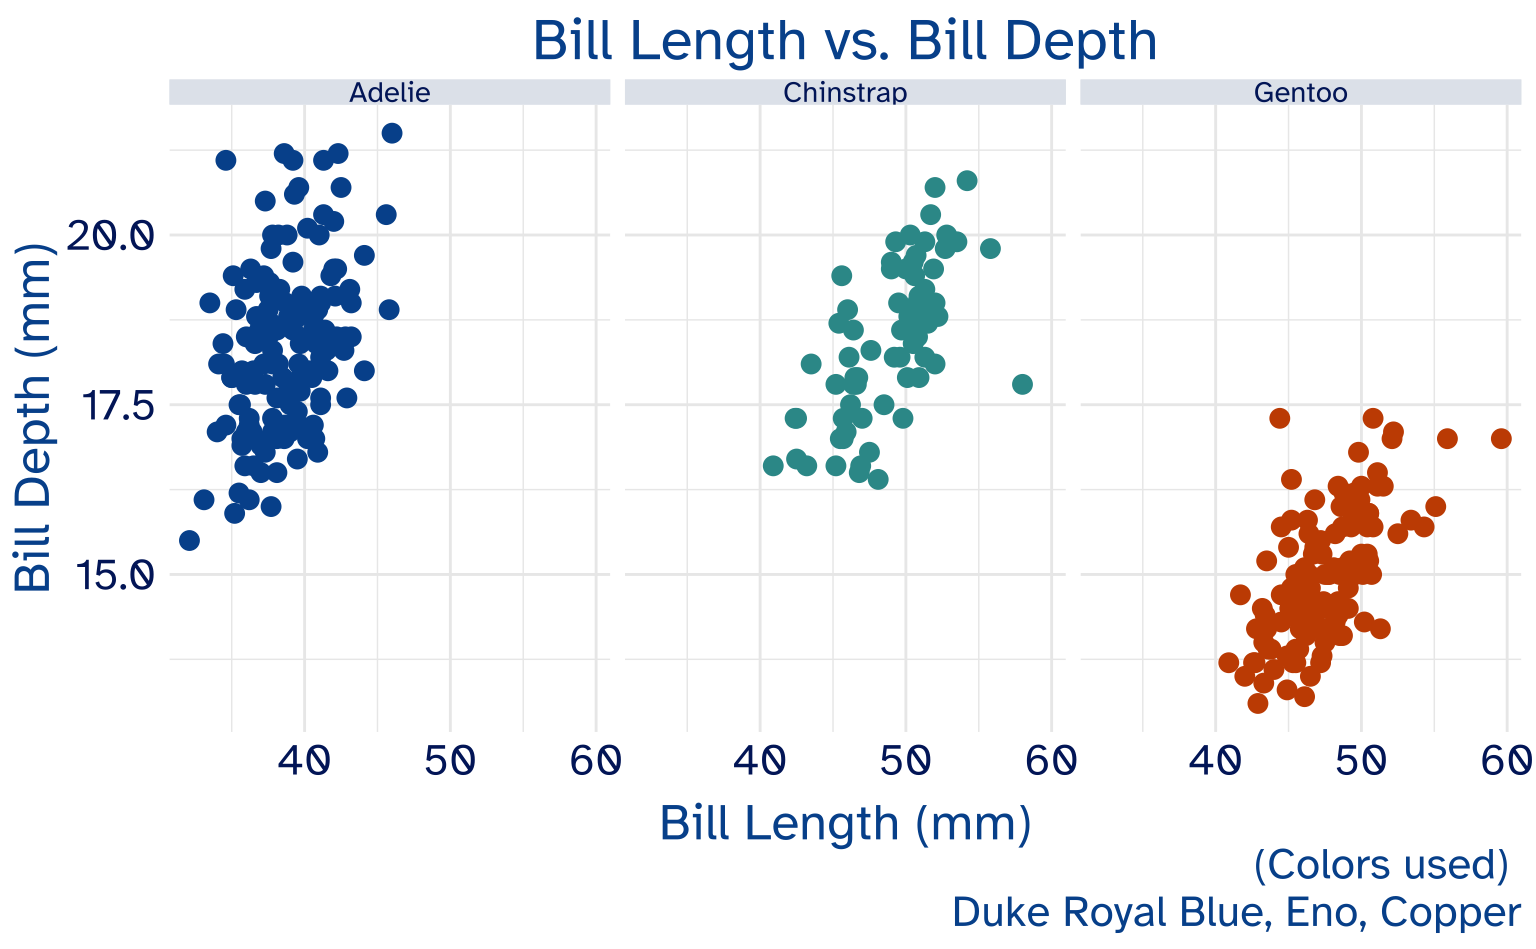 Bill Length vs. Bill Depth
Adelie Chinstrap Gentoo
Bill Depth (mm)
20.0
17.5
15.0
40 50 60 40 50 60 40 50 60
Bill Length (mm)
(Colors used)
Duke Royal Blue, Eno, Copper